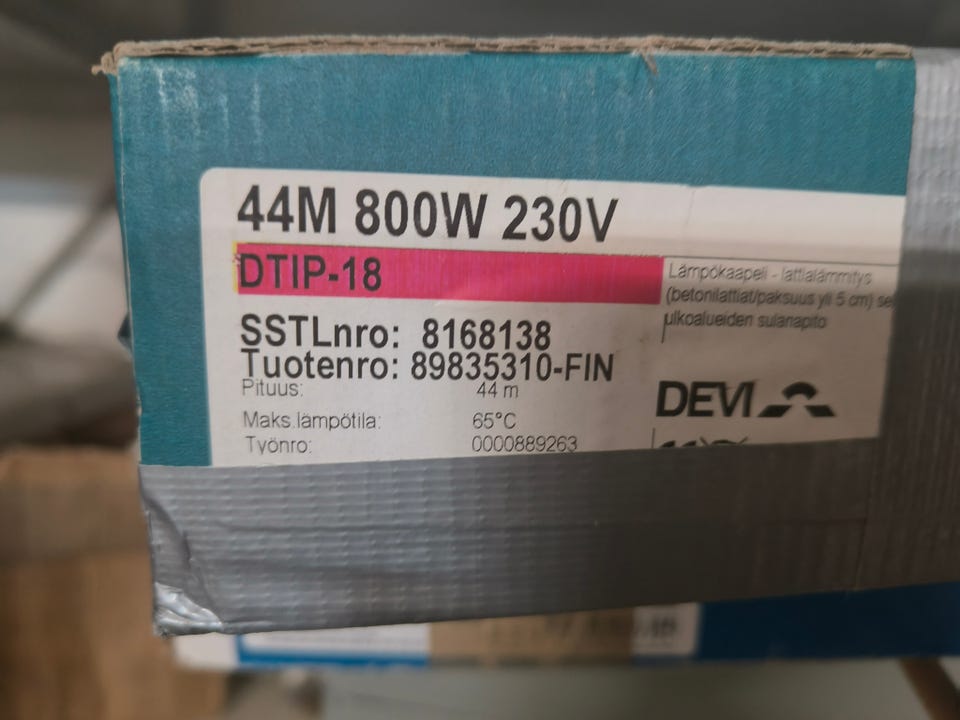 44M 800W 230V
DTIP-18
Lämpökaapeli - lattialämmitys
(betonilattiat/paksuus yli 5 cm)
ulkoalueiden sulanapito
SSTLnro: 8168138
Tuotenro: 89835310-FIN
Pituus: 44 m
Maks.lämpötila: 65°C
Työnro: 0000889263
DEVI